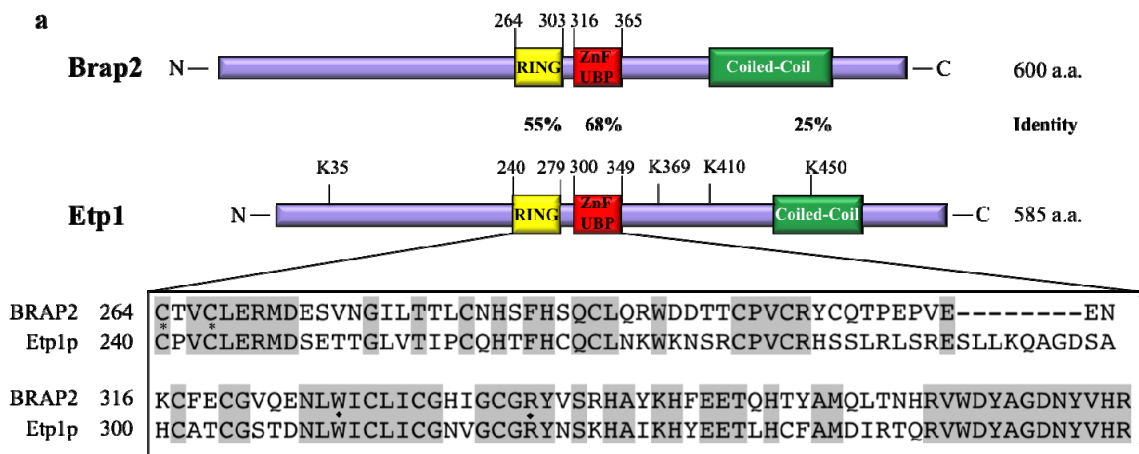 a
264 303 316 365
Brap2 N C 600 a.a.
RING ZnF UBP Coiled-Coil
55% 68% 25% Identity
K35 240 279 300 349 K369 K410 K450
Etp1 N C 585 a.a.
RING ZnF UBP Coiled-Coil
BRAP2 264 CTVCLERMDESVNGILTTLCNHSFHSQCLQRWDDTTCPVCRYCQTPEPVE--------EN
* *
Etp1p 240 CPVCLERMDSETTGLVTIPCQHTFHCQCLNKWKNSRCPVCRHSSLRLSRESLLKQAGDSA
BRAP2 316 KCFECGVQENLWICLICGHIGCGRYVSRHAYKHFEETQHTYAMQLTNHRVWDYAGDNYVHR
♦ ♦
Etp1p 300 HCATCGSTDNLWICLICGNVGCGRYNSKHAIKHYEETLHCFAMDIRTQRVWDYAGDNYVHR